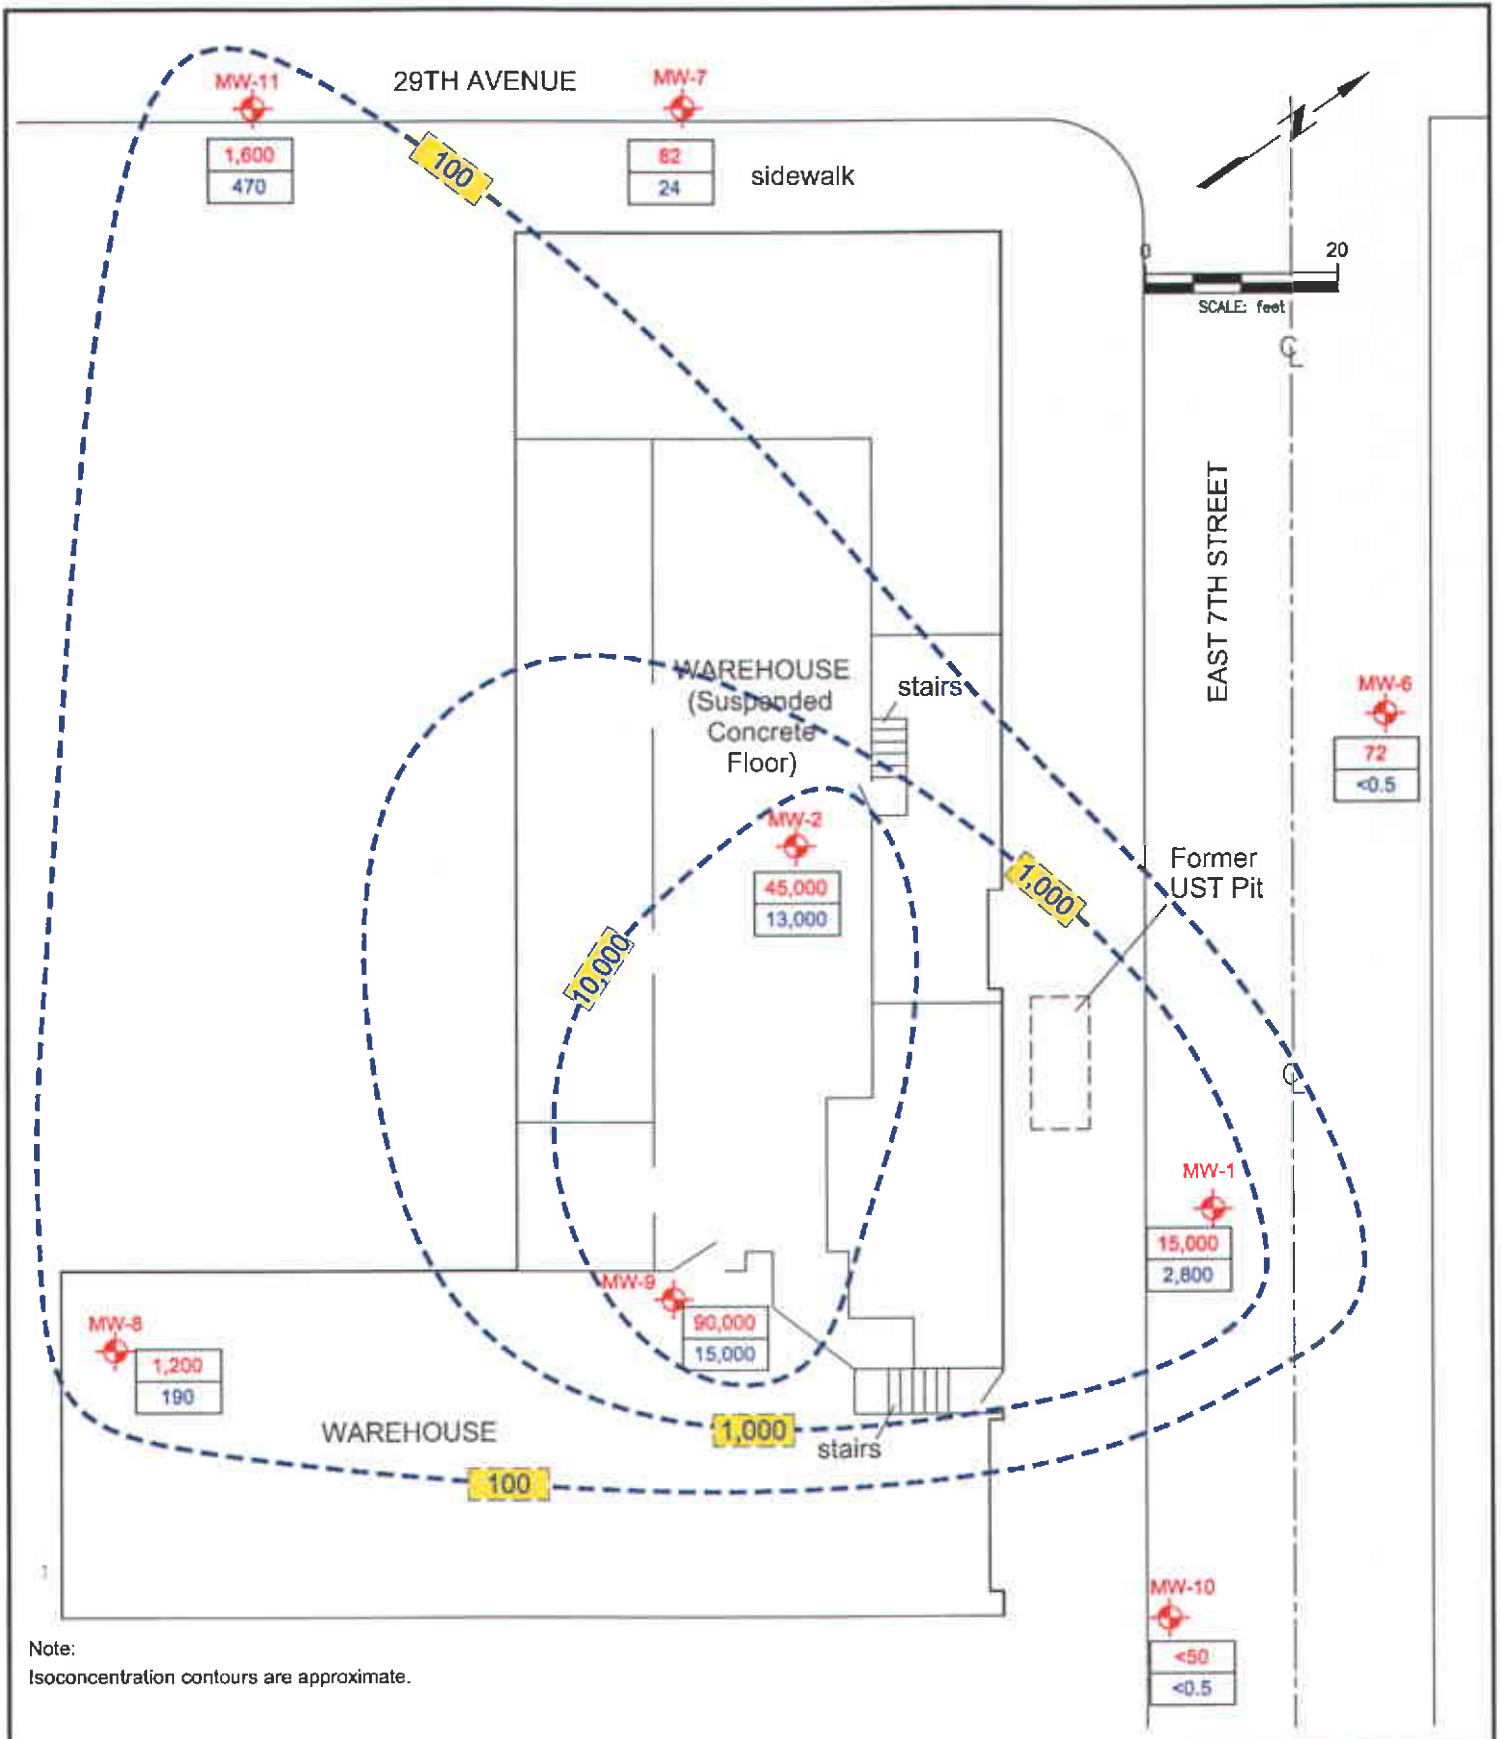 29TH AVENUE
MW-11
1,600
470
MW-7
82
24
100
sidewalk
N
0
20
SCALE: feet
CL
EAST 7TH STREET
WAREHOUSE
(Suspended
Concrete
Floor)
stairs
MW-6
72
<0.5
MW-2
45,000
13,000
1,000
Former
UST Pit
10,000
CL
MW-1
15,000
2,800
MW-9
90,000
15,000
MW-8
1,200
190
WAREHOUSE
1,000
stairs
100
MW-10
<50
<0.5
Note:
Isoconcentration contours are approximate.